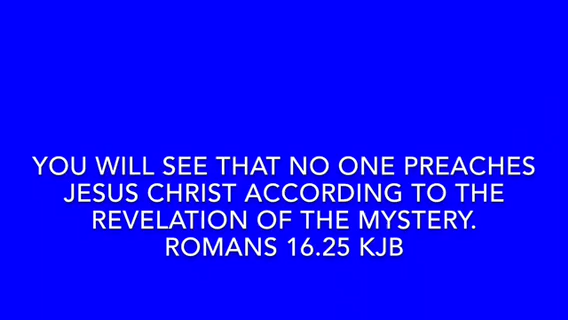 YOU WILL SEE THAT NO ONE PREACHES
JESUS CHRIST ACCORDING TO THE
REVELATION OF THE MYSTERY.
ROMANS 16.25 KJB